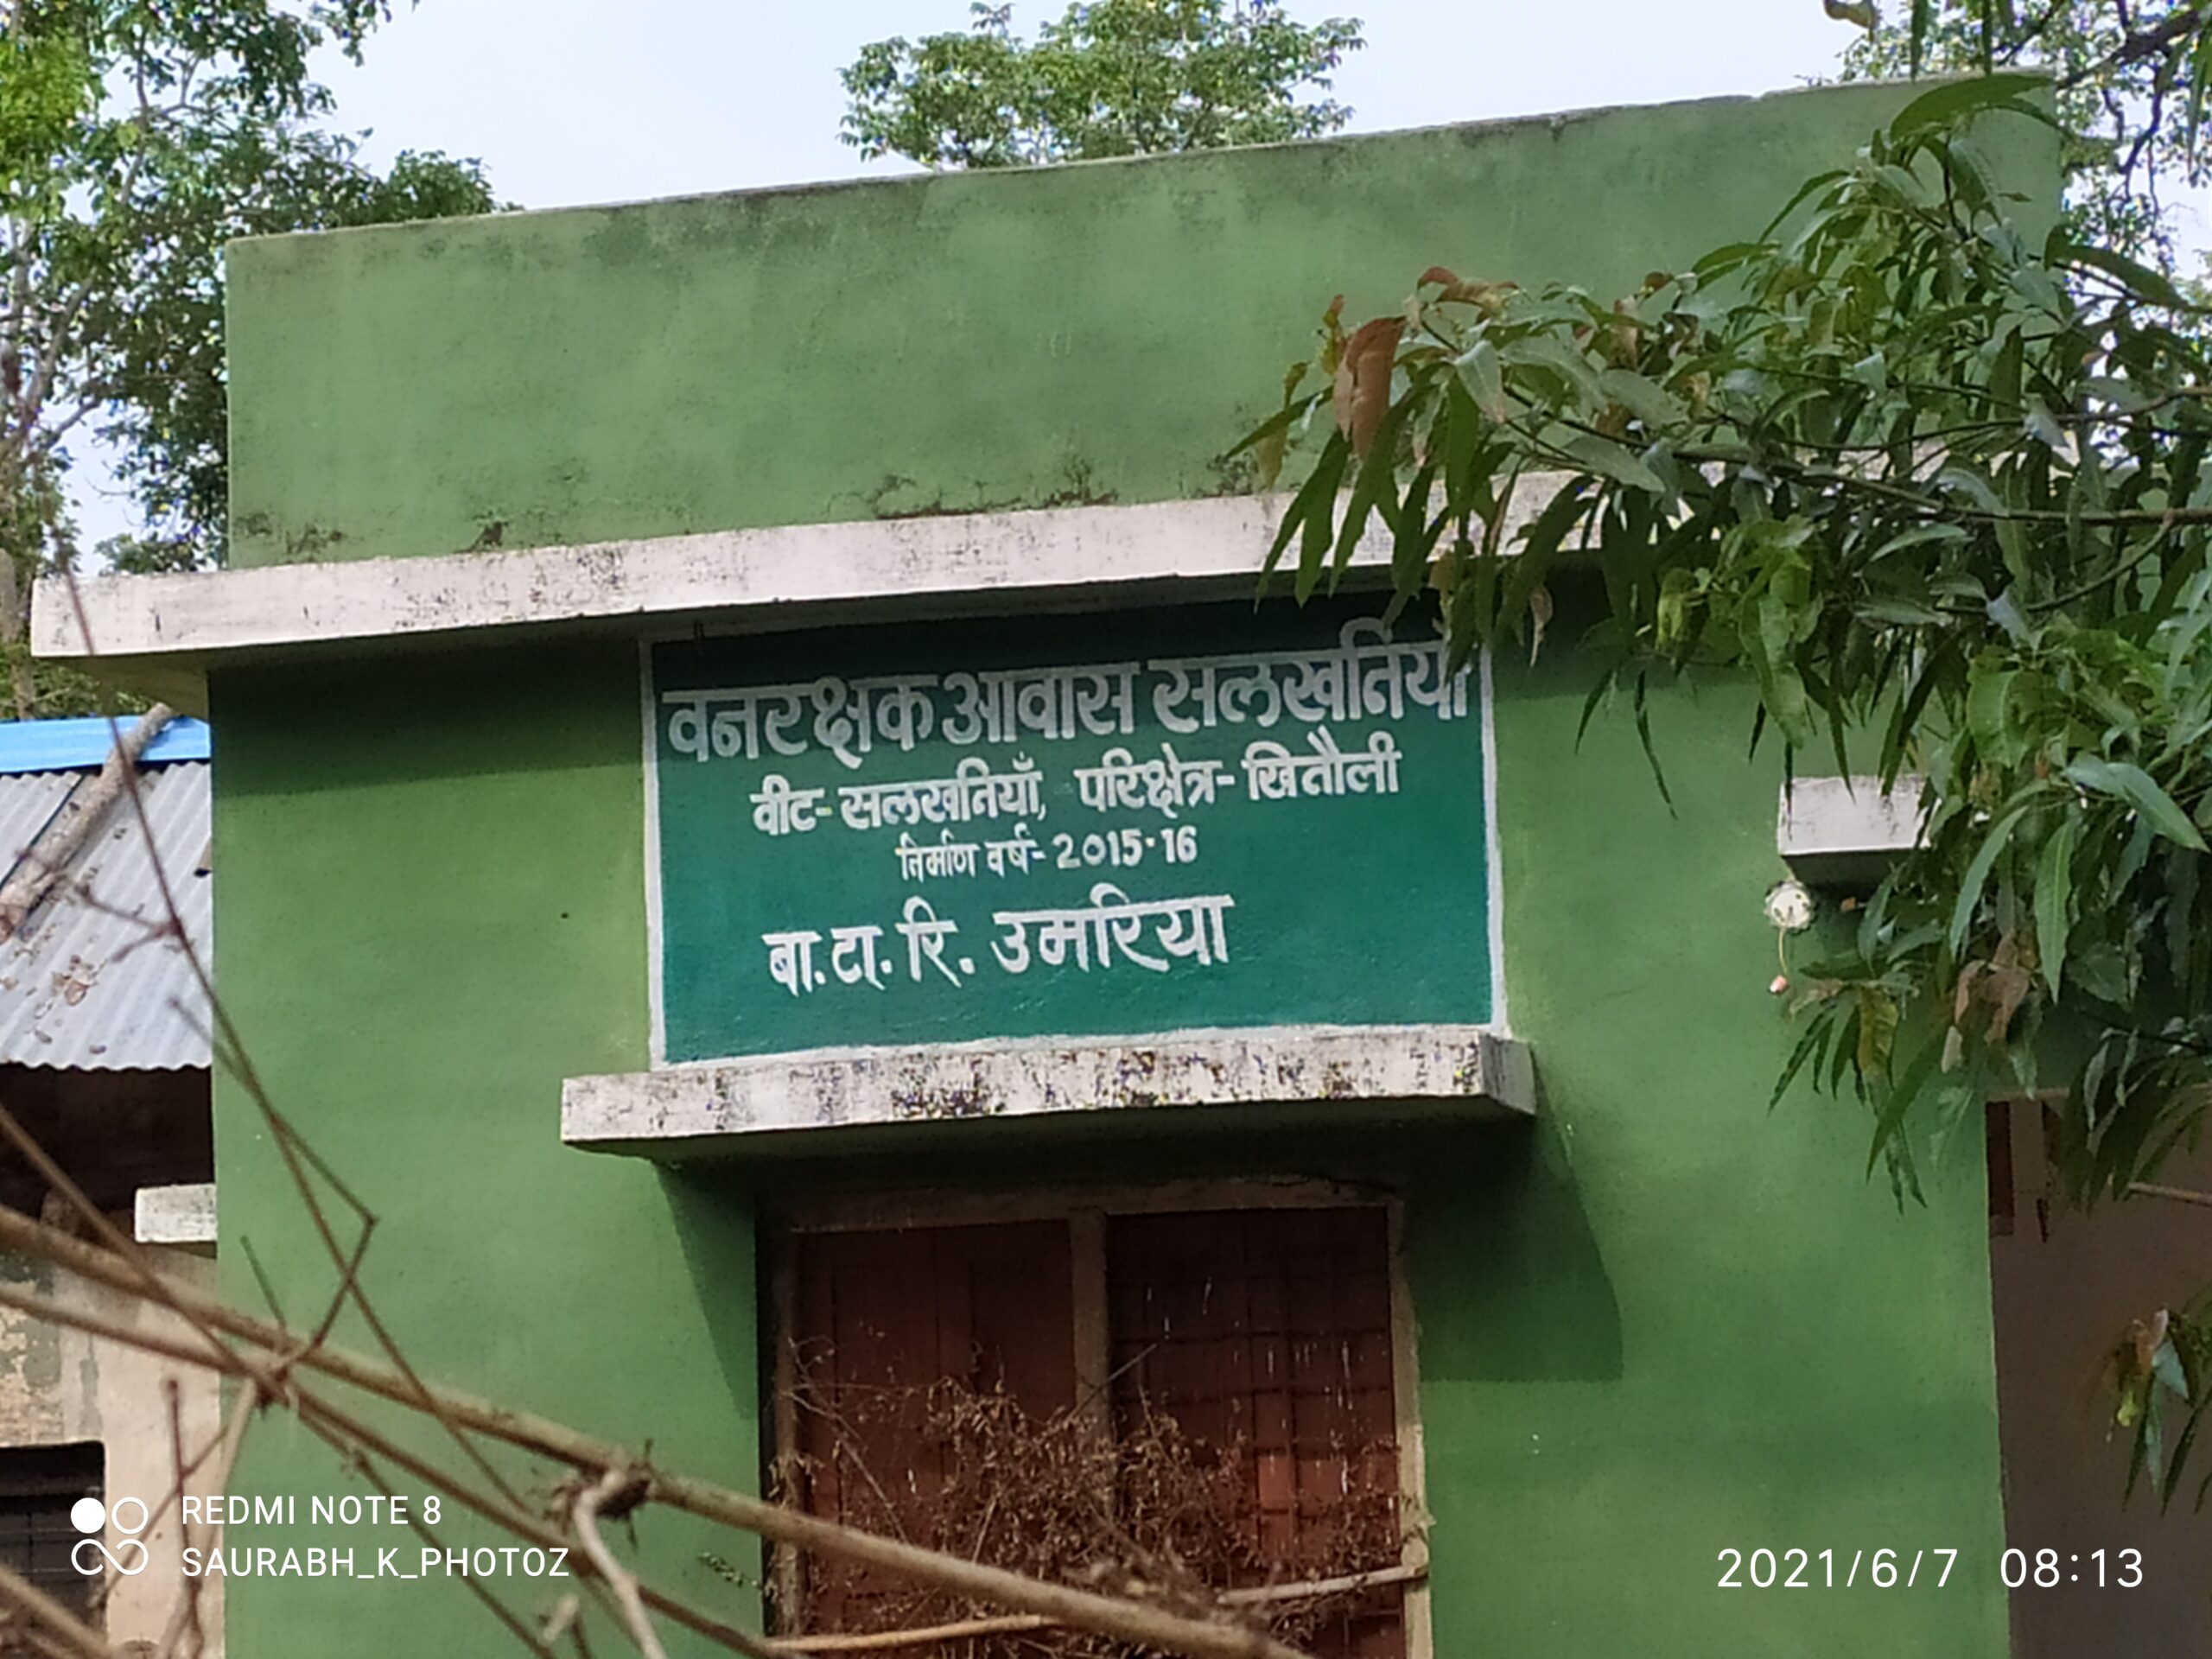 वनरक्षक आवास सलखनियाँ
वीट-सलखनियाँ, परिक्षेत्र-खितौली
निर्माण वर्ष-2015-16
बा.टा.रि. उमरिया
REDMI NOTE 8
SAURABH_K_PHOTOZ
2021/6/7 08:13